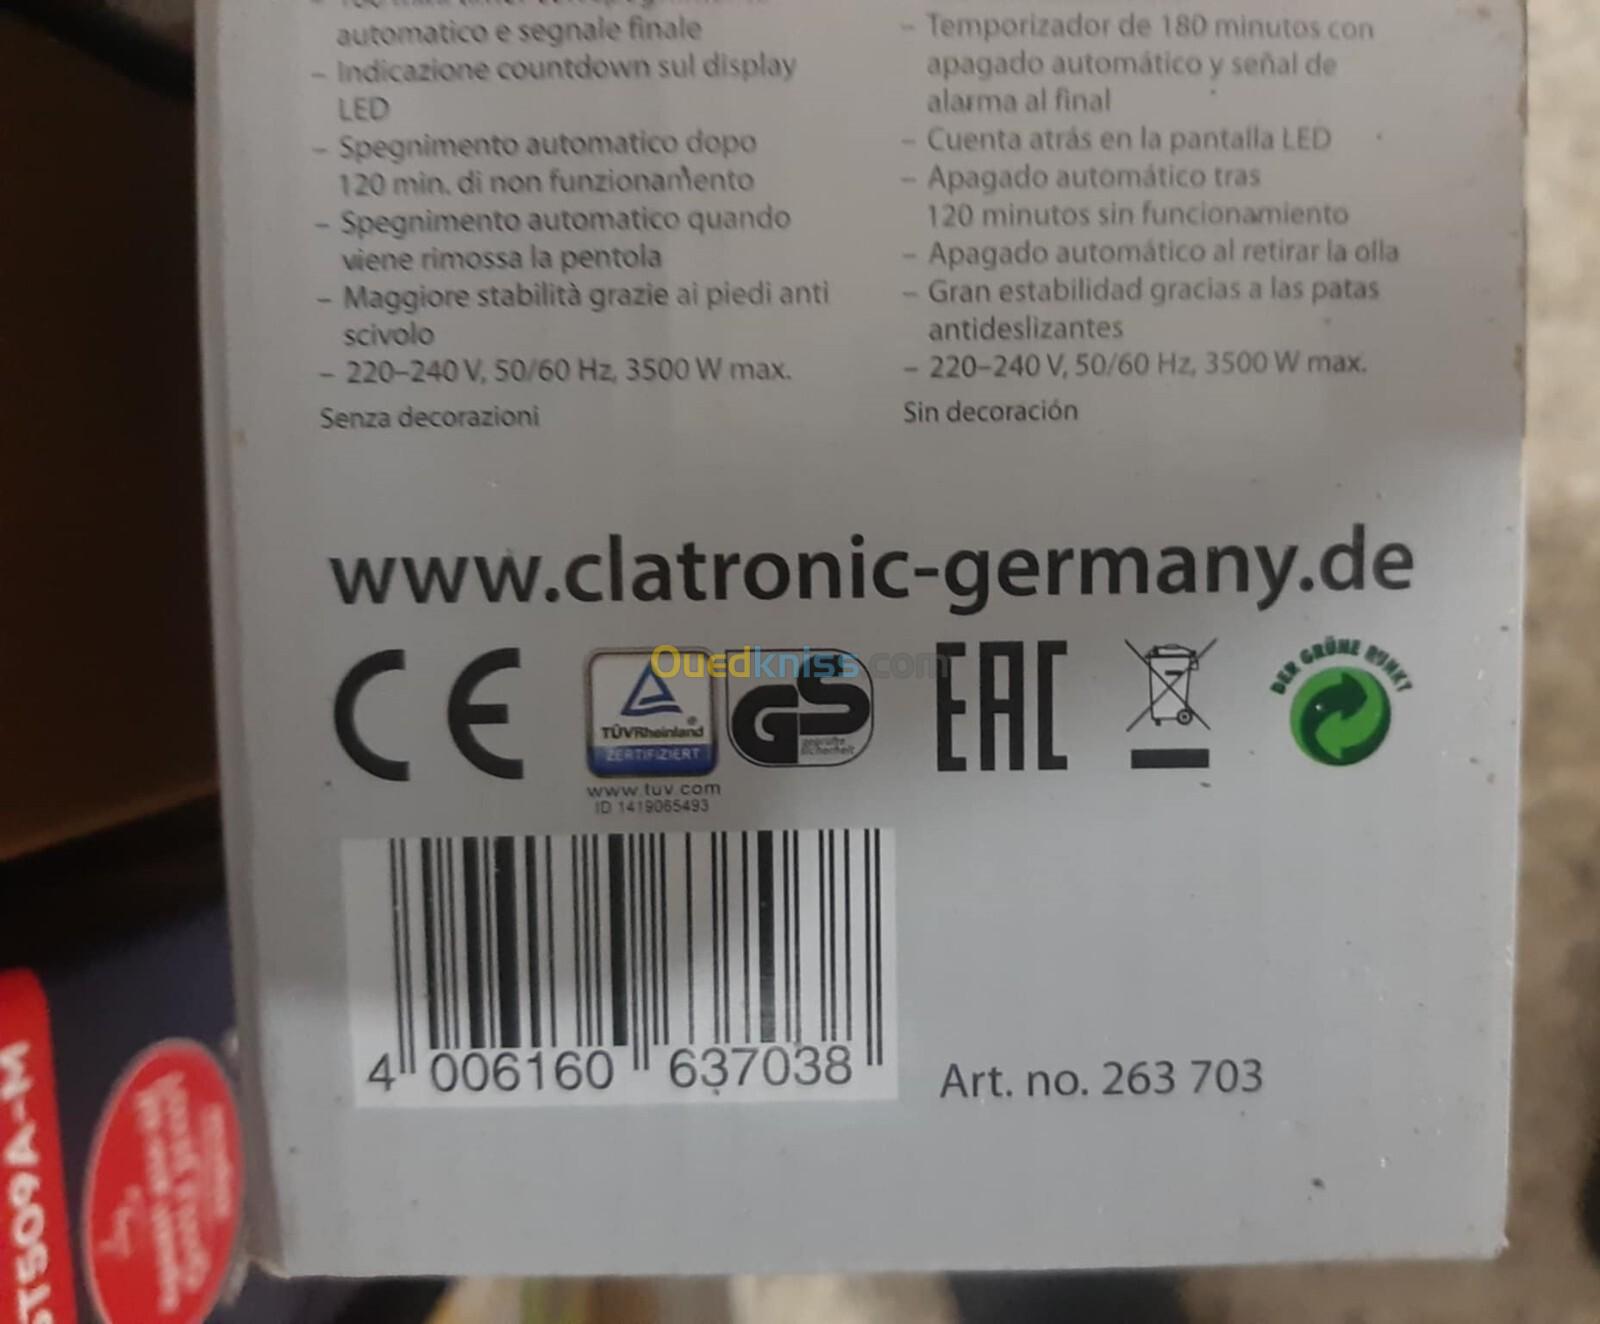 automatico e segnale finale
– Indicazione countdown sul display
LED
– Spegnimento automatico dopo
120 min. di non funzionamento
– Spegnimento automatico quando
viene rimossa la pentola
– Maggiore stabilità grazie ai piedi anti
scivolo
– 220–240 V, 50/60 Hz, 3500 W max.
Senza decorazioni
– Temporizador de 180 minutos con
apagado automático y señal de
alarma al final
– Cuenta atrás en la pantalla LED
– Apagado automático tras
120 minutos sin funcionamiento
– Apagado automático al retirar la olla
– Gran estabilidad gracias a las patas
antideslizantes
– 220–240 V, 50/60 Hz, 3500 W max.
Sin decoración
www.clatronic-germany.de
Ouedkniss.com
CE
TÜVRheinland®
ZERTIFIZIERT
www.tuv.com
ID 1419065493
GS
geprüfte
Sicherheit
EAC
DER GRÜNE PUNKT
4 006160 637038
Art. no. 263 703
ST509A-M